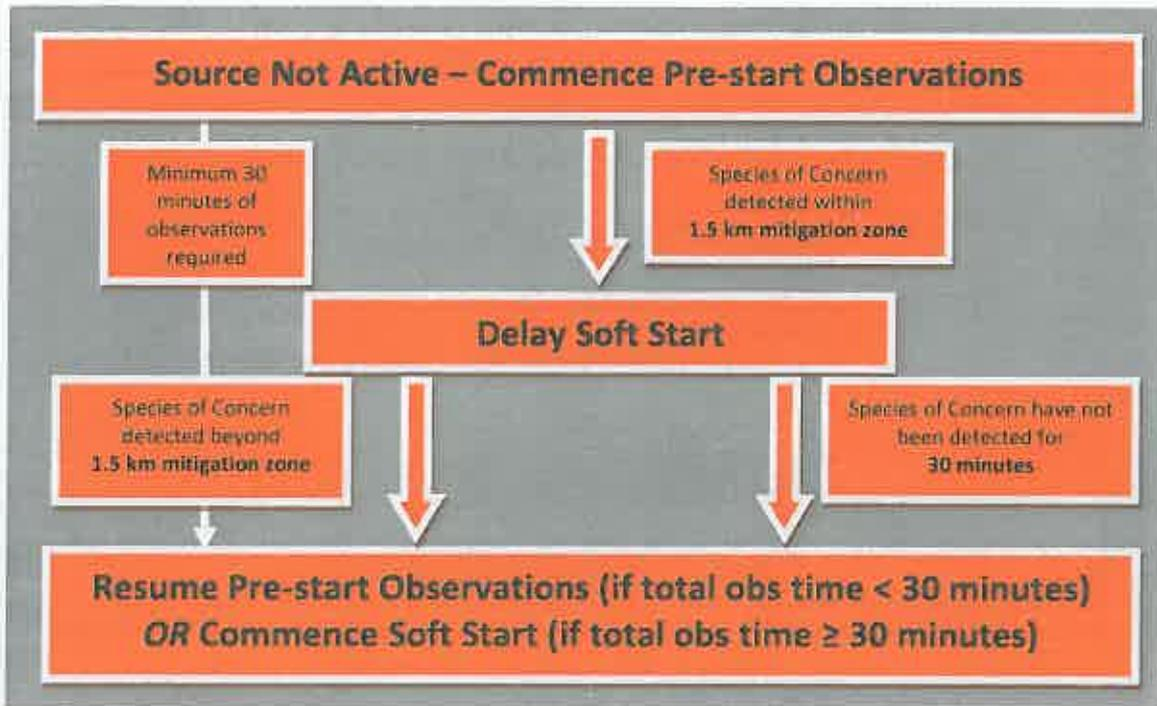 Source Not Active – Commence Pre-start Observations
Minimum 30
minutes of
observations
required
Species of Concern
detected within
1.5 km mitigation zone
Delay Soft Start
Species of Concern
detected beyond
1.5 km mitigation zone
Species of Concern have not
been detected for
30 minutes
Resume Pre-start Observations (if total obs time < 30 minutes)
OR Commence Soft Start (if total obs time ≥ 30 minutes)